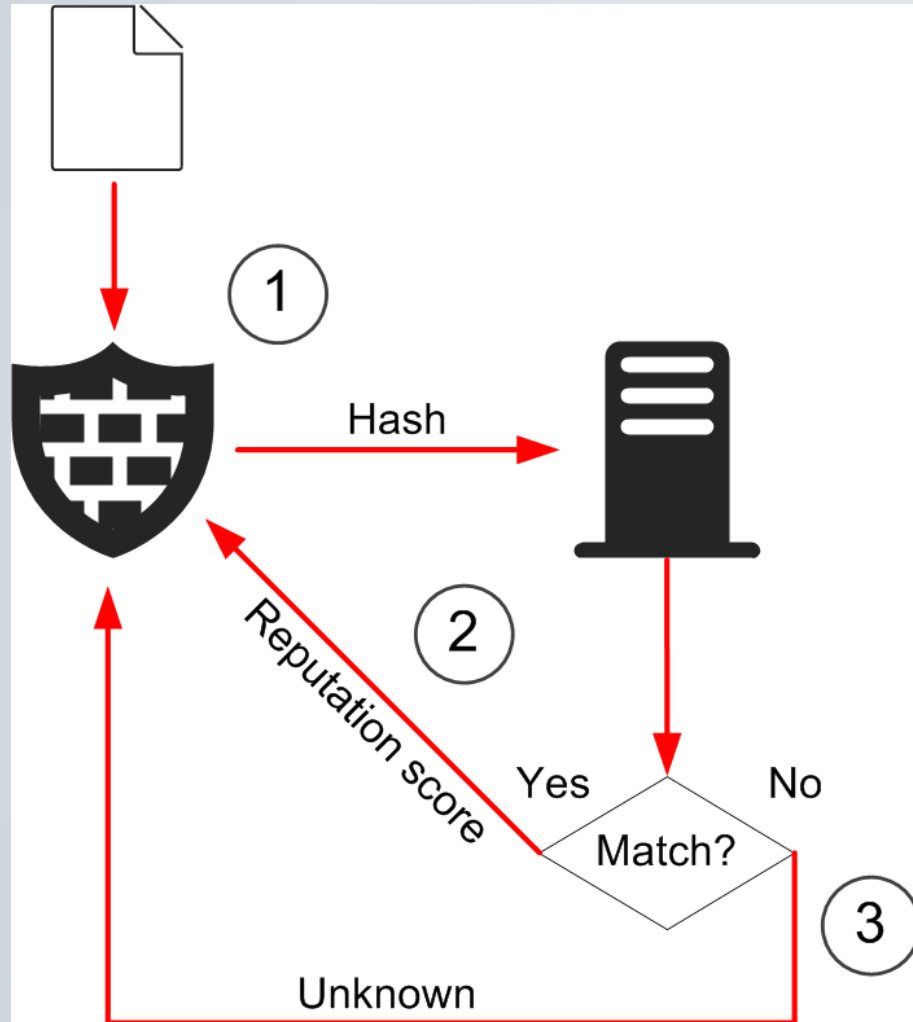 1
Hash
2
Reputation score
Yes
No
Match?
3
Unknown